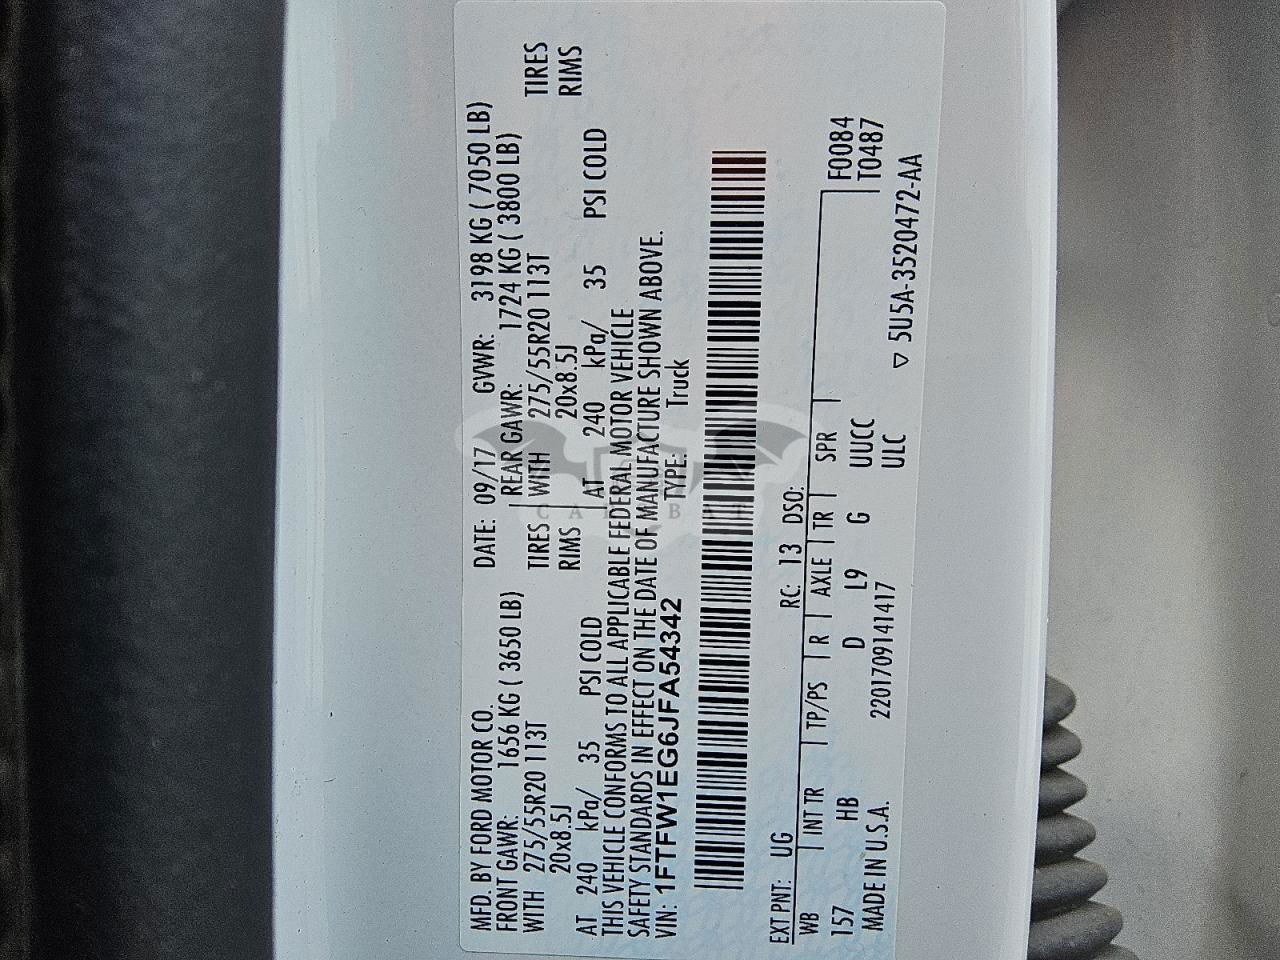 MFD. BY FORD MOTOR CO. DATE: 09/17 GVWR: 3198 KG ( 7050 LB)
FRONT GAWR: 1656 KG ( 3650 LB) REAR GAWR: 1724 KG ( 3800 LB)
WITH 275/55R20 113T TIRES WITH 275/55R20 113T TIRES
20x8.5J RIMS 20x8.5J RIMS
AT 240 kPa/ 35 PSI COLD AT 240 kPa/ 35 PSI COLD
THIS VEHICLE CONFORMS TO ALL APPLICABLE FEDERAL MOTOR VEHICLE
SAFETY STANDARDS IN EFFECT ON THE DATE OF MANUFACTURE SHOWN ABOVE.
VIN: 1FTFW1EG6JFA54342 TYPE: Truck
EXT PNT: UG RC: 13 DSO:
WB INT TR TP/PS R AXLE TR SPR F0084
157 HB D L9 G UUCC T0487
MADE IN U.S.A. 2201709141417 ULC
▽ 5U5A-3520472-AA
CARBAT